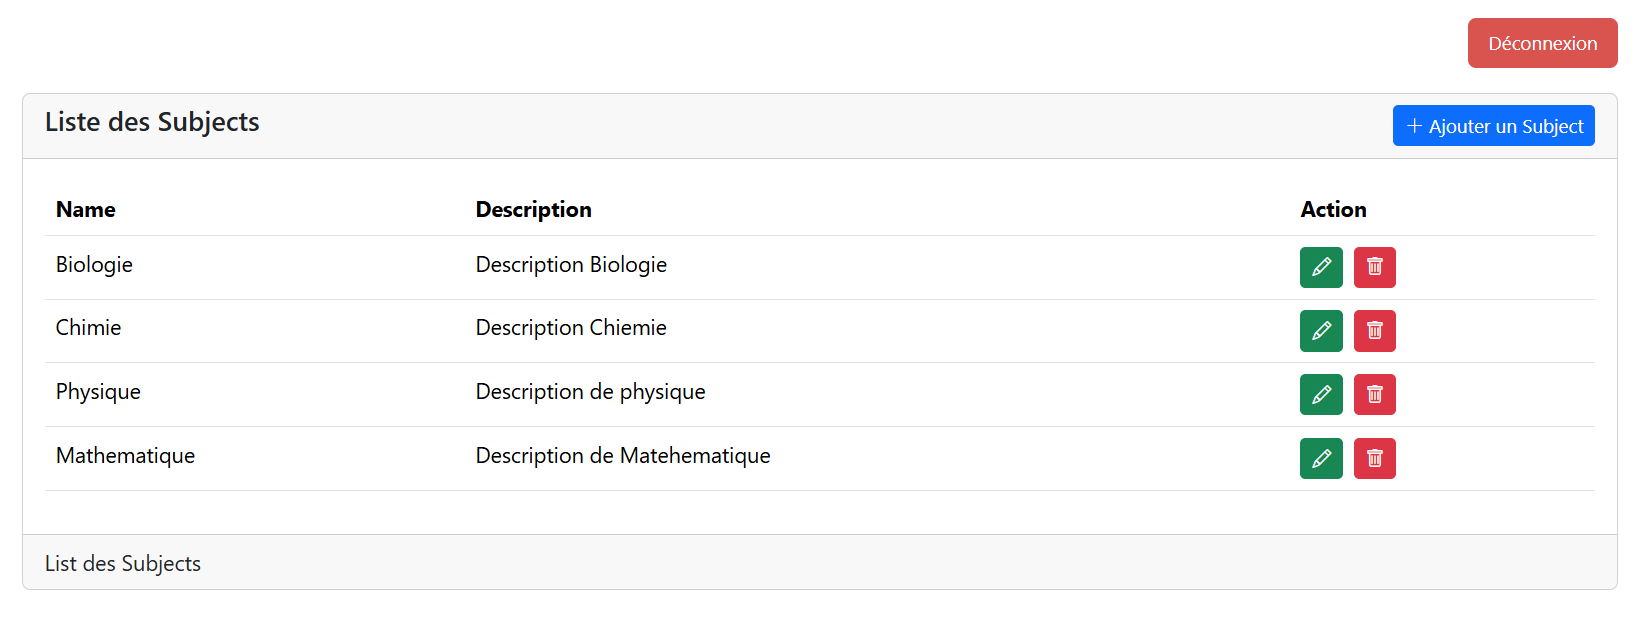 Déconnexion
Liste des Subjects
+ Ajouter un Subject
Name Description Action
Biologie Description Biologie
Chimie Description Chiemie
Physique Description de physique
Mathematique Description de Matehematique
List des Subjects